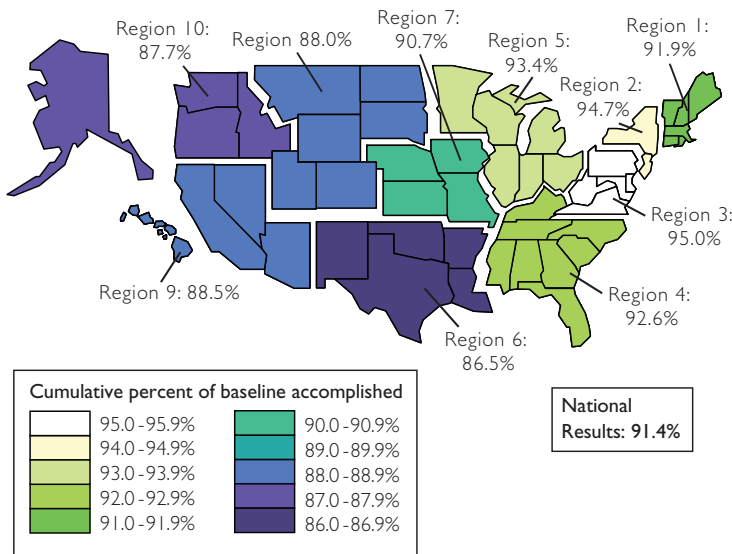 Region 10:
87.7%
Region 88.0%
Region 7:
90.7%
Region 5:
93.4%
Region 1:
91.9%
Region 2:
94.7%
Region 3:
95.0%
Region 9: 88.5%
Region 4:
92.6%
Region 6:
86.5%
Cumulative percent of baseline accomplished
95.0-95.9%
94.0-94.9%
93.0-93.9%
92.0-92.9%
91.0-91.9%
90.0-90.9%
89.0-89.9%
88.0-88.9%
87.0-87.9%
86.0-86.9%
National
Results: 91.4%